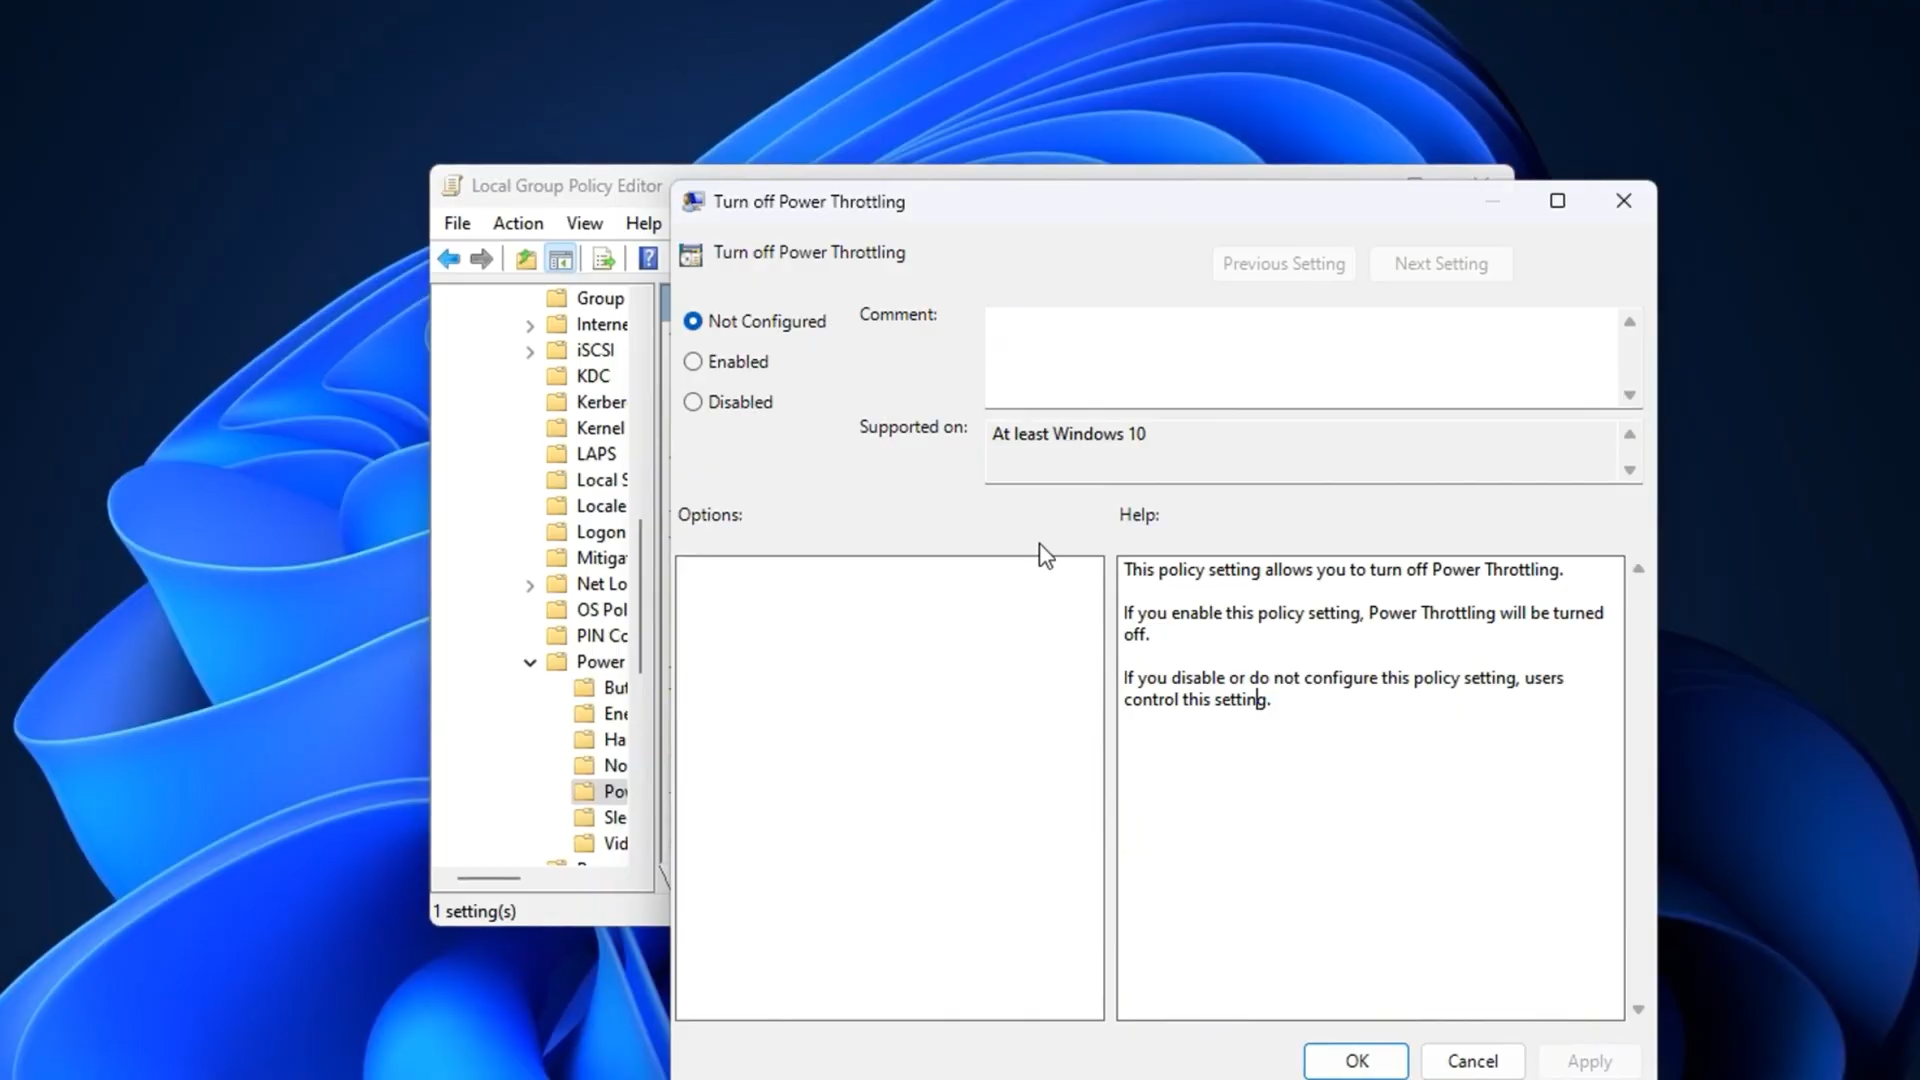 Local Group Policy Editor
File Action View Help
Group
Interne
iSCSI
KDC
Kerber
Kernel
LAPS
Local S
Locale
Logon
Mitigat
Net Lo
OS Pol
PIN Co
Power
But
Ene
Ha
No
Pow
Sle
Vid
1 setting(s)
Turn off Power Throttling
Turn off Power Throttling
Previous Setting
Next Setting
Not Configured
Enabled
Disabled
Comment:
Supported on:
At least Windows 10
Options:
Help:
This policy setting allows you to turn off Power Throttling.
If you enable this policy setting, Power Throttling will be turned
off.
If you disable or do not configure this policy setting, users
control this setting.
OK
Cancel
Apply